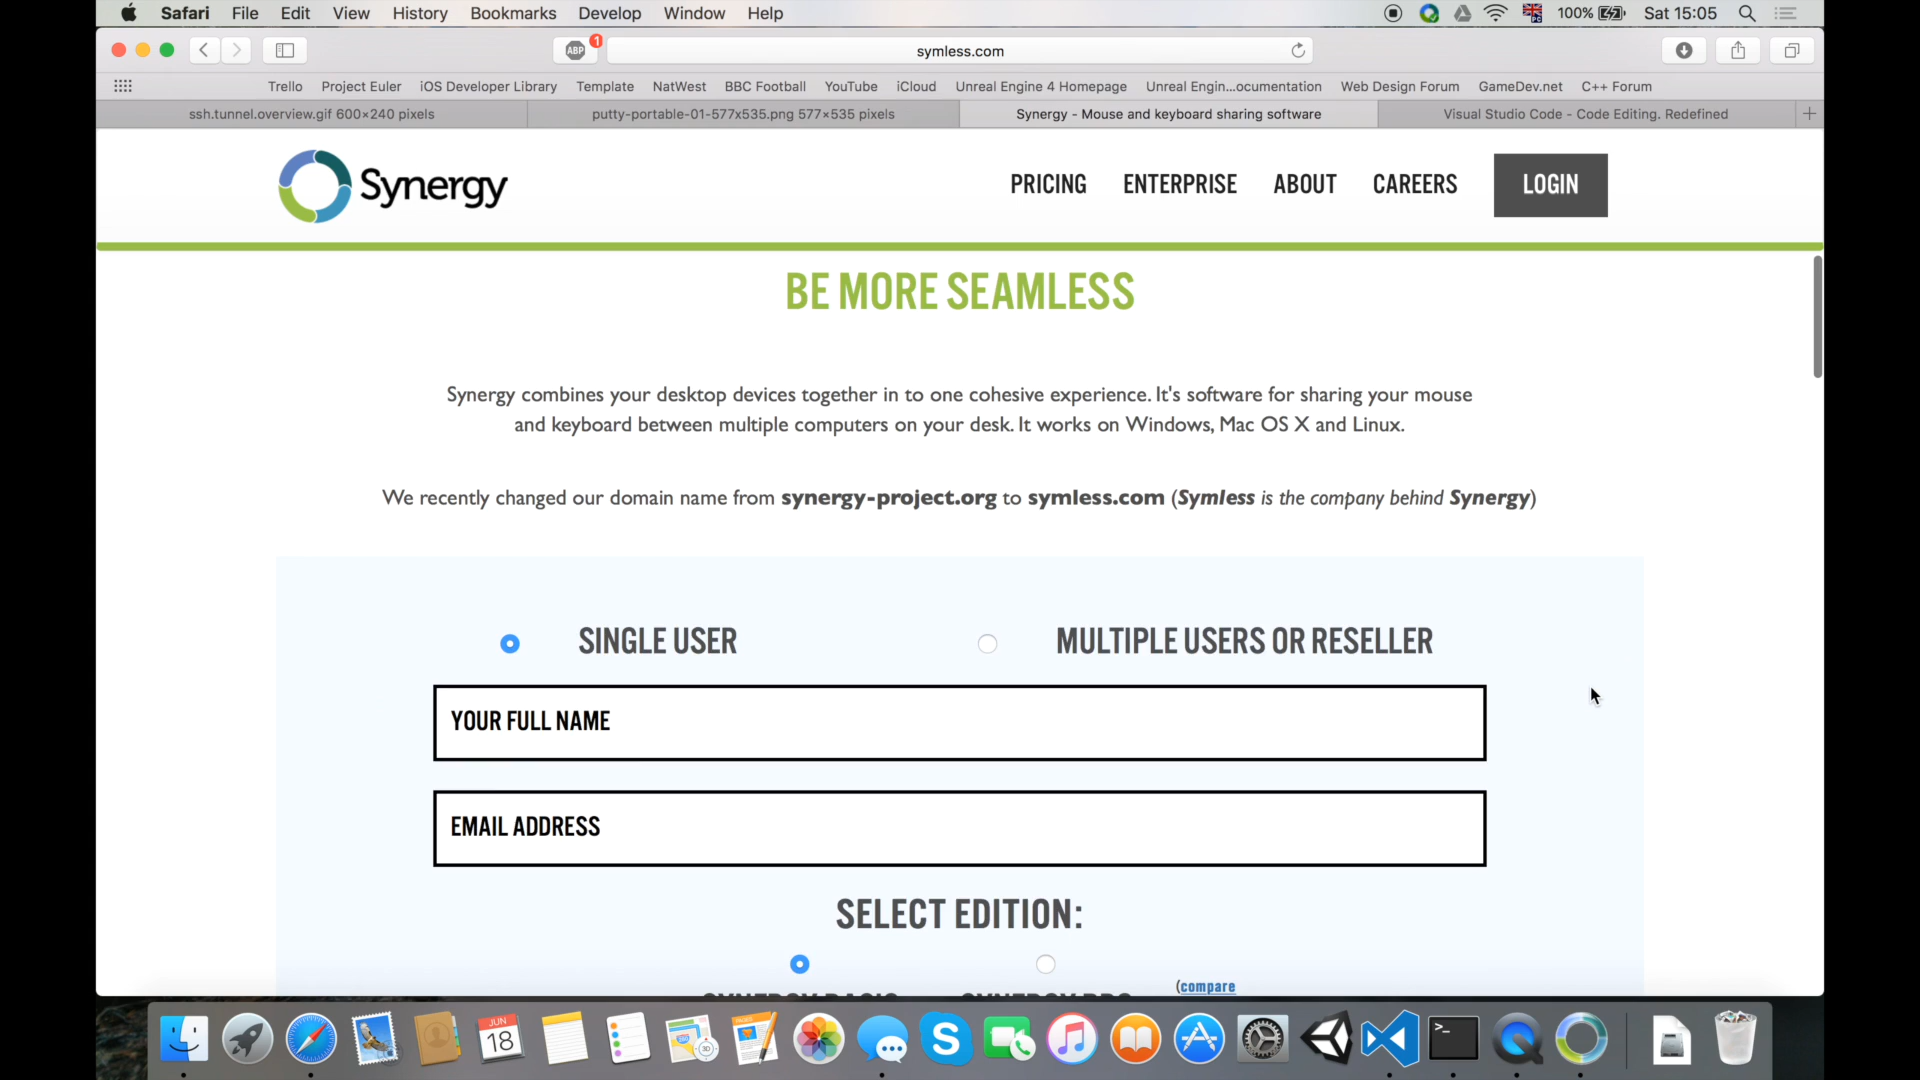 Safari File Edit View History Bookmarks Develop Window Help 100% Sat 15:05
ABP 1 symless.com
Trello Project Euler iOS Developer Library Template NatWest BBC Football YouTube iCloud Unreal Engine 4 Homepage Unreal Engin...ocumentation Web Design Forum GameDev.net C++ Forum
ssh.tunnel.overview.gif 600×240 pixels putty-portable-01-577x535.png 577×535 pixels Synergy - Mouse and keyboard sharing software Visual Studio Code - Code Editing. Redefined
Synergy PRICING ENTERPRISE ABOUT CAREERS LOGIN
BE MORE SEAMLESS
Synergy combines your desktop devices together in to one cohesive experience. It's software for sharing your mouse
and keyboard between multiple computers on your desk. It works on Windows, Mac OS X and Linux.
We recently changed our domain name from synergy-project.org to symless.com (Symless is the company behind Synergy)
SINGLE USER MULTIPLE USERS OR RESELLER
YOUR FULL NAME
EMAIL ADDRESS
SELECT EDITION:
(compare
JUN
18